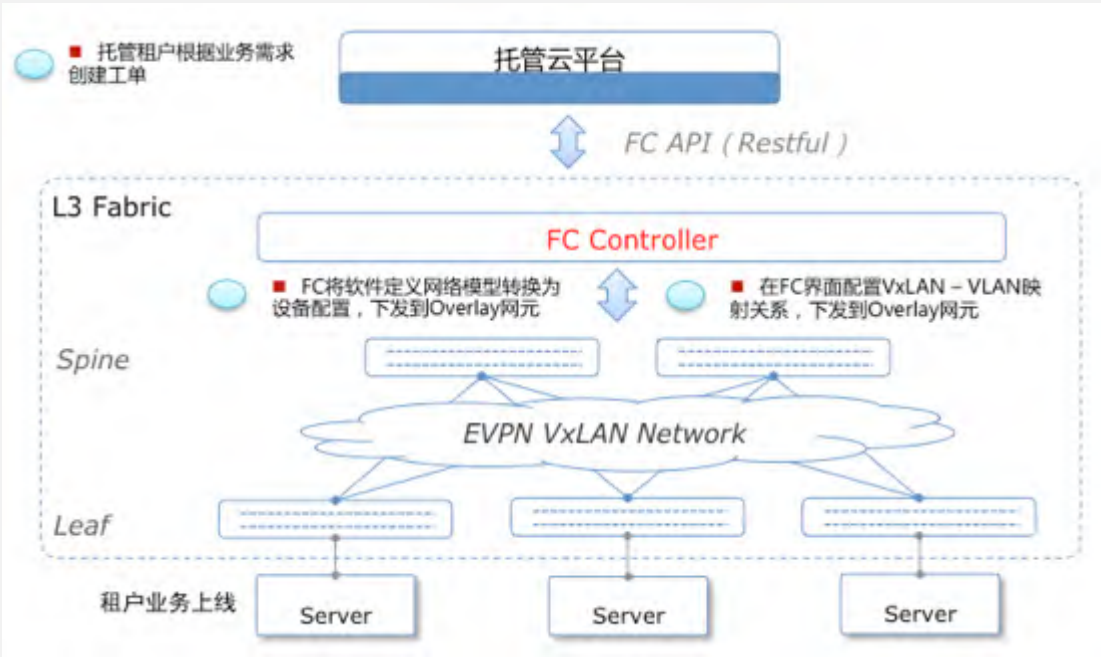 ■ 托管租户根据业务需求
创建工单
托管云平台
FC API ( Restful )
L3 Fabric
FC Controller
■ FC将软件定义网络模型转换为
设备配置，下发到Overlay网元
■ 在FC界面配置VxLAN – VLAN映
射关系，下发到Overlay网元
Spine
EVPN VxLAN Network
Leaf
租户业务上线
Server
Server
Server